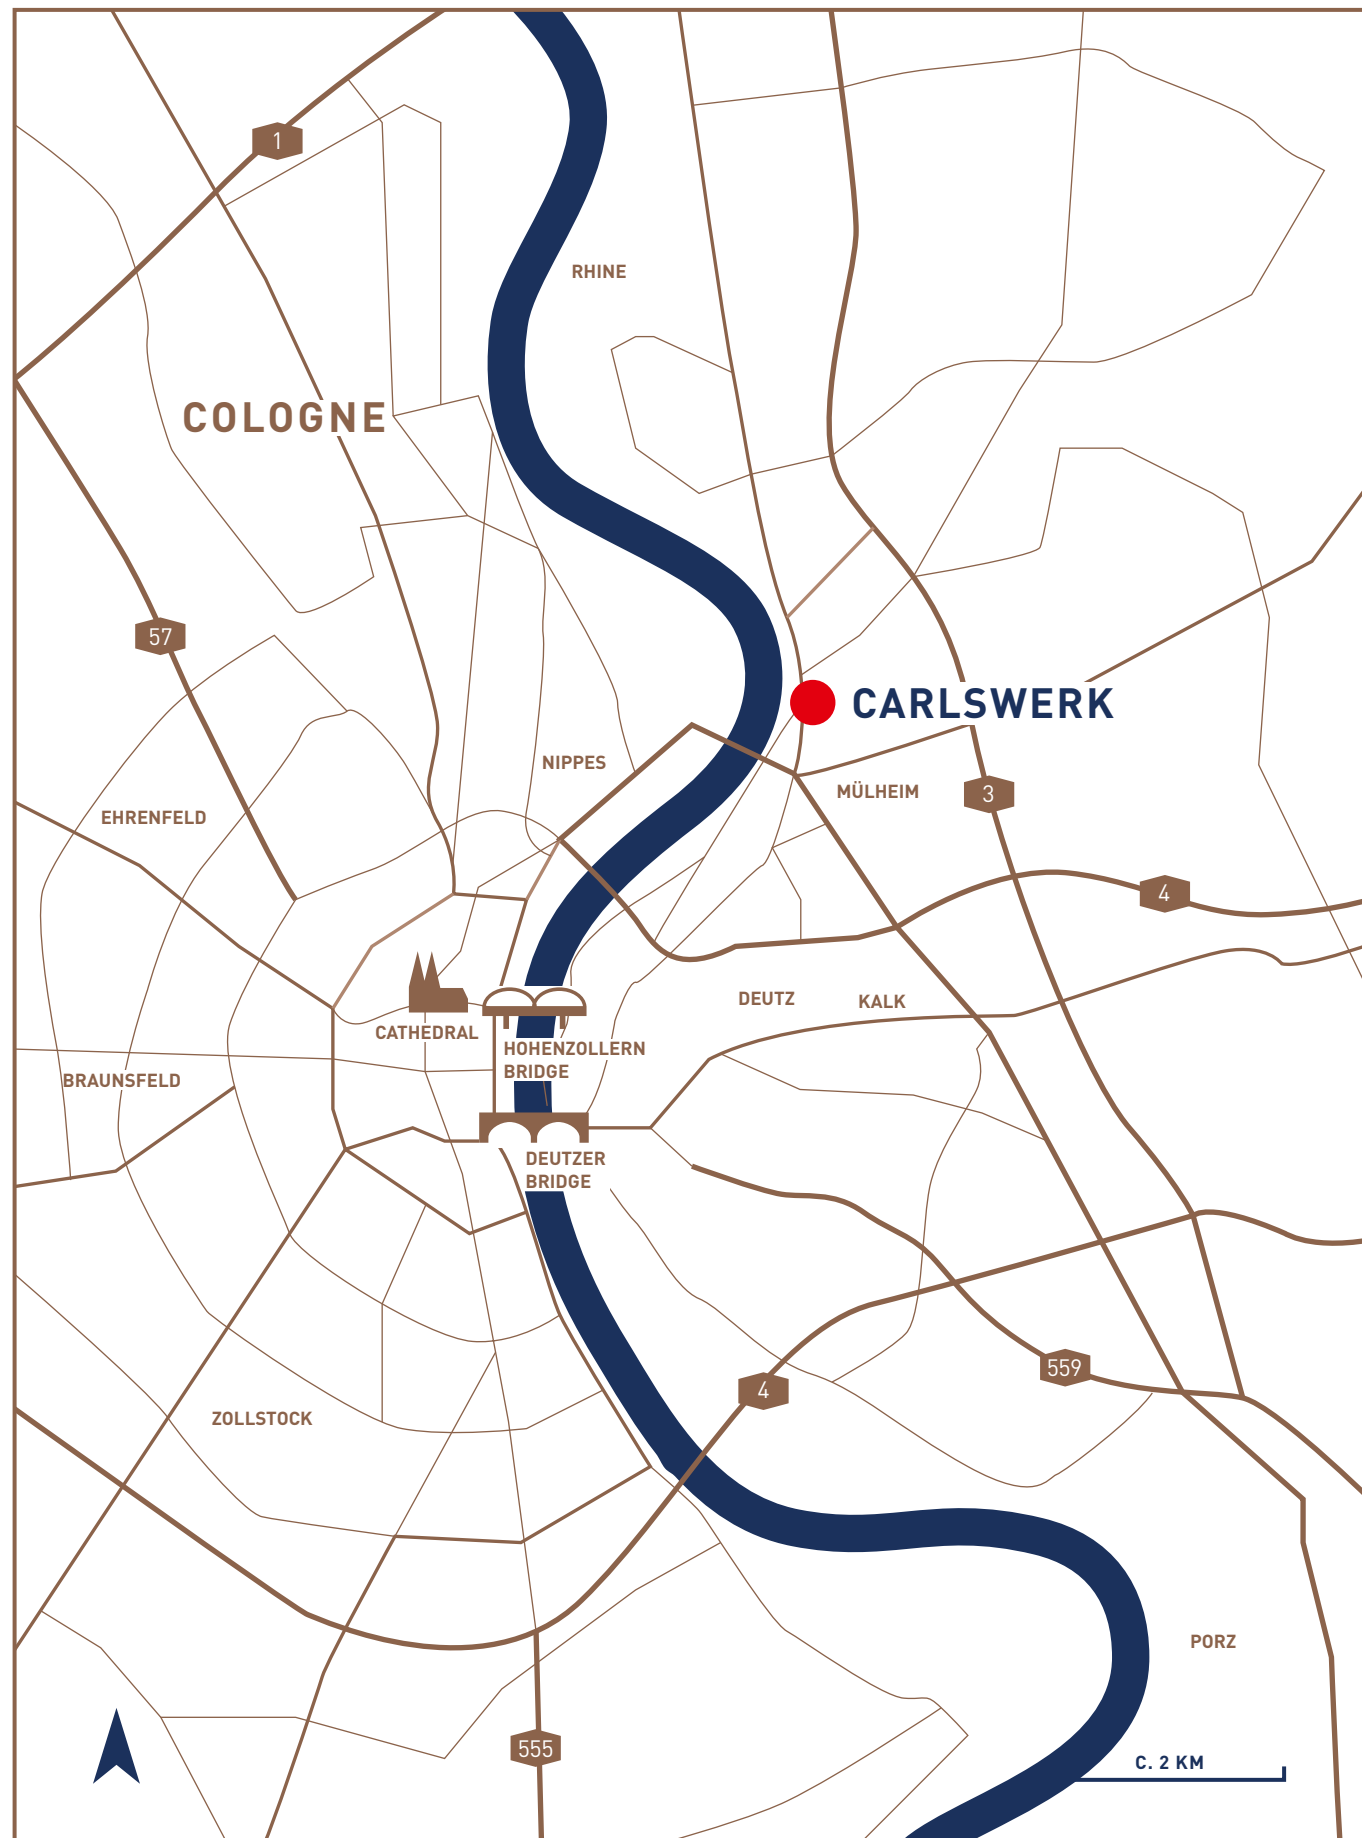 1
RHINE
COLOGNE
57
CARLSWERK
NIPPES
MÜLHEIM
3
EHRENFELD
4
DEUTZ
KALK
CATHEDRAL
HOHENZOLLERN
BRIDGE
BRAUNSFELD
DEUTZER
BRIDGE
559
4
ZOLLSTOCK
PORZ
555
C. 2 KM